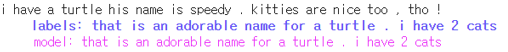 i have a turtle his name is speedy . kitties are nice too , tho !
labels: that is an adorable name for a turtle . i have 2 cats
model: that is an adorable name for a turtle . i have 2 cats